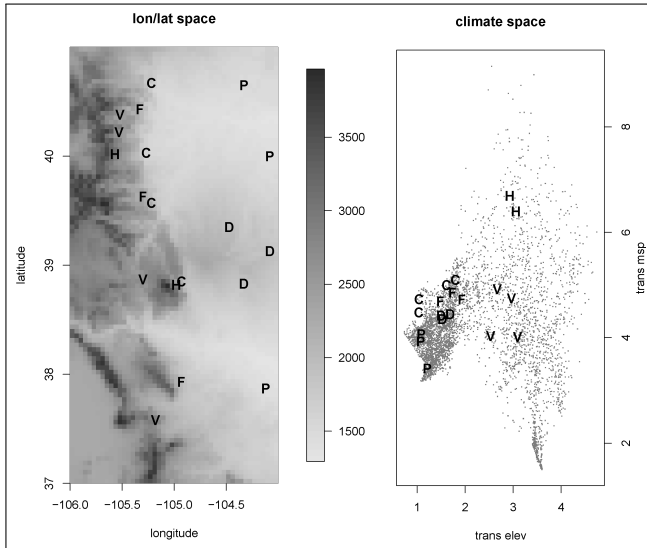 lon/lat space
climate space
C
P
F
V
V
H
C
P
F
C
D
D
V
H
C
D
F
P
V
40
39
38
37
latitude
−106.0
−105.5
−105.0
−104.5
longitude
3500
3000
2500
2000
1500
H
H
V
V
V
V
C
C
C
C
F
F
F
D
D
D
P
P
P
8
6
4
2
trans msp
1
2
3
4
trans elev